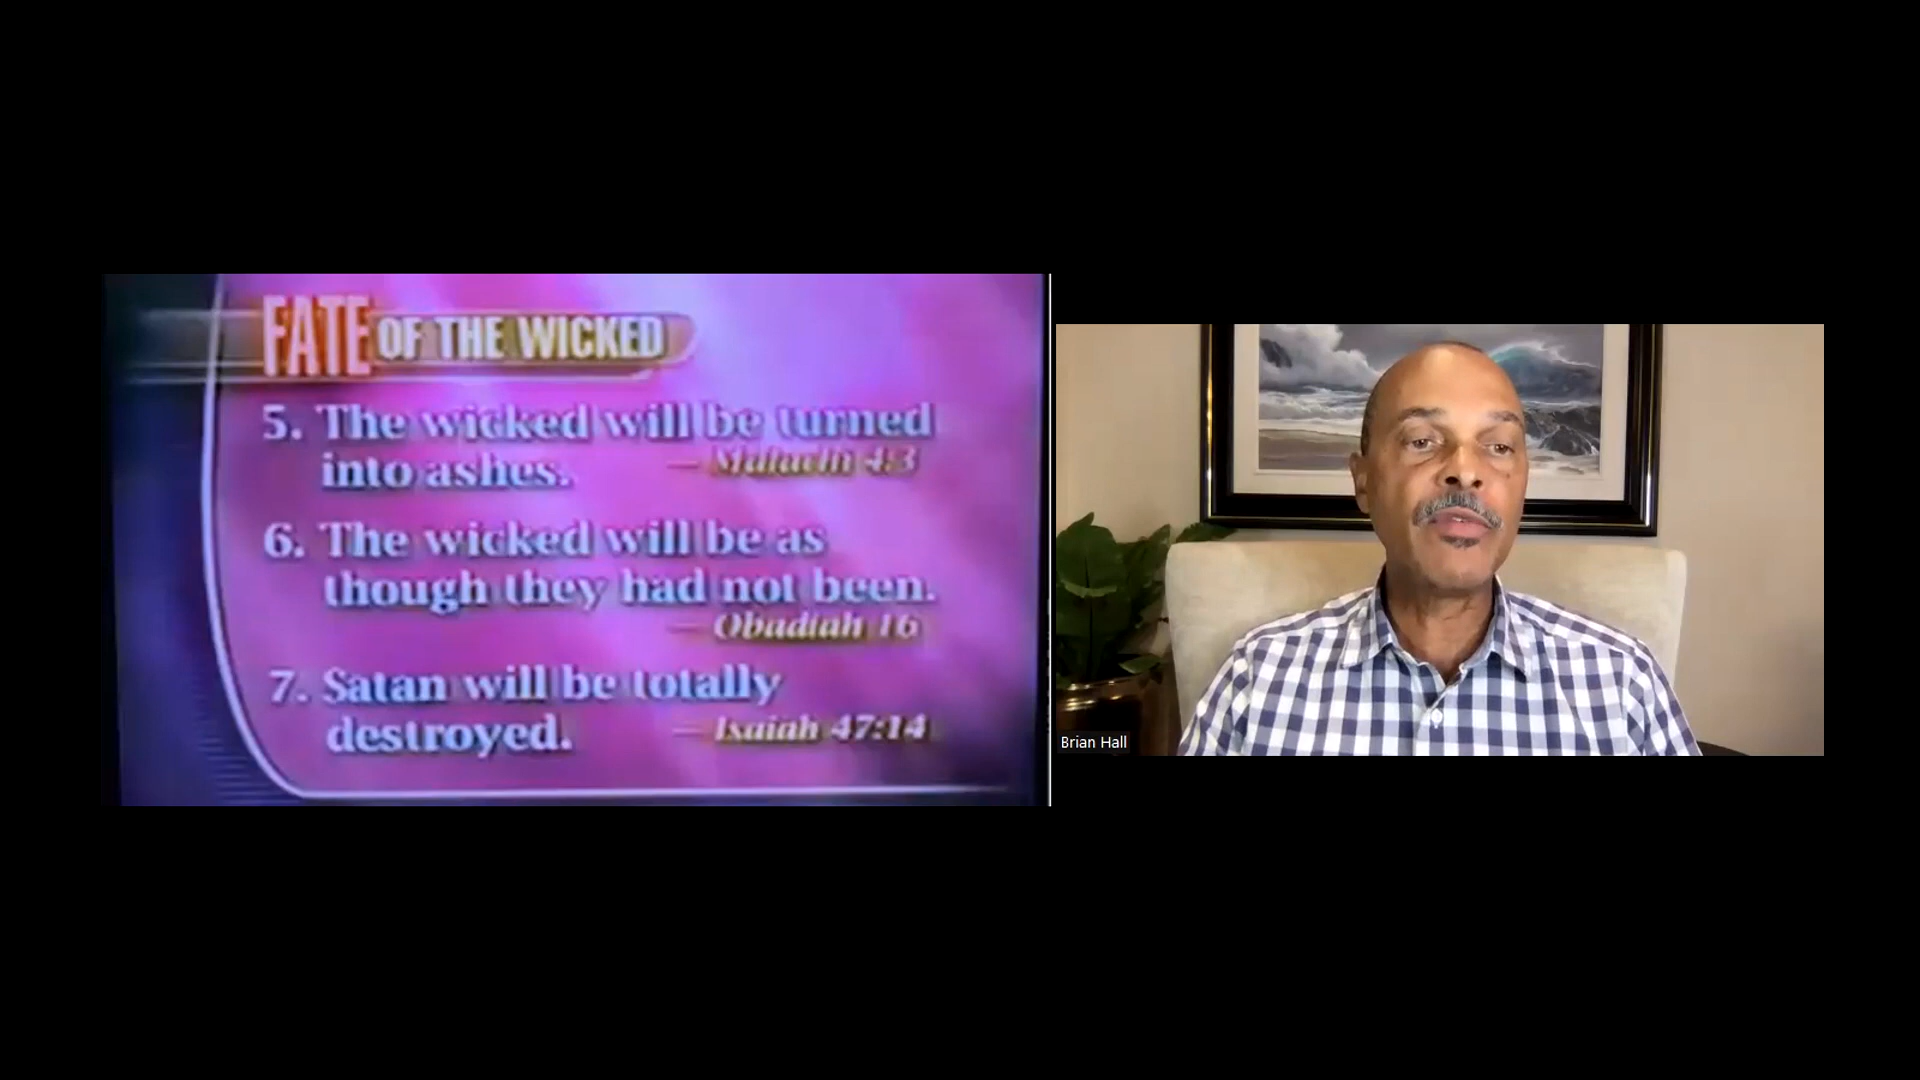 FATE OF THE WICKED
5. The wicked will be turned
into ashes. — Malachi 4:3
6. The wicked will be as
though they had not been.
— Obadiah 16
7. Satan will be totally
destroyed. — Isaiah 47:14
Brian Hall